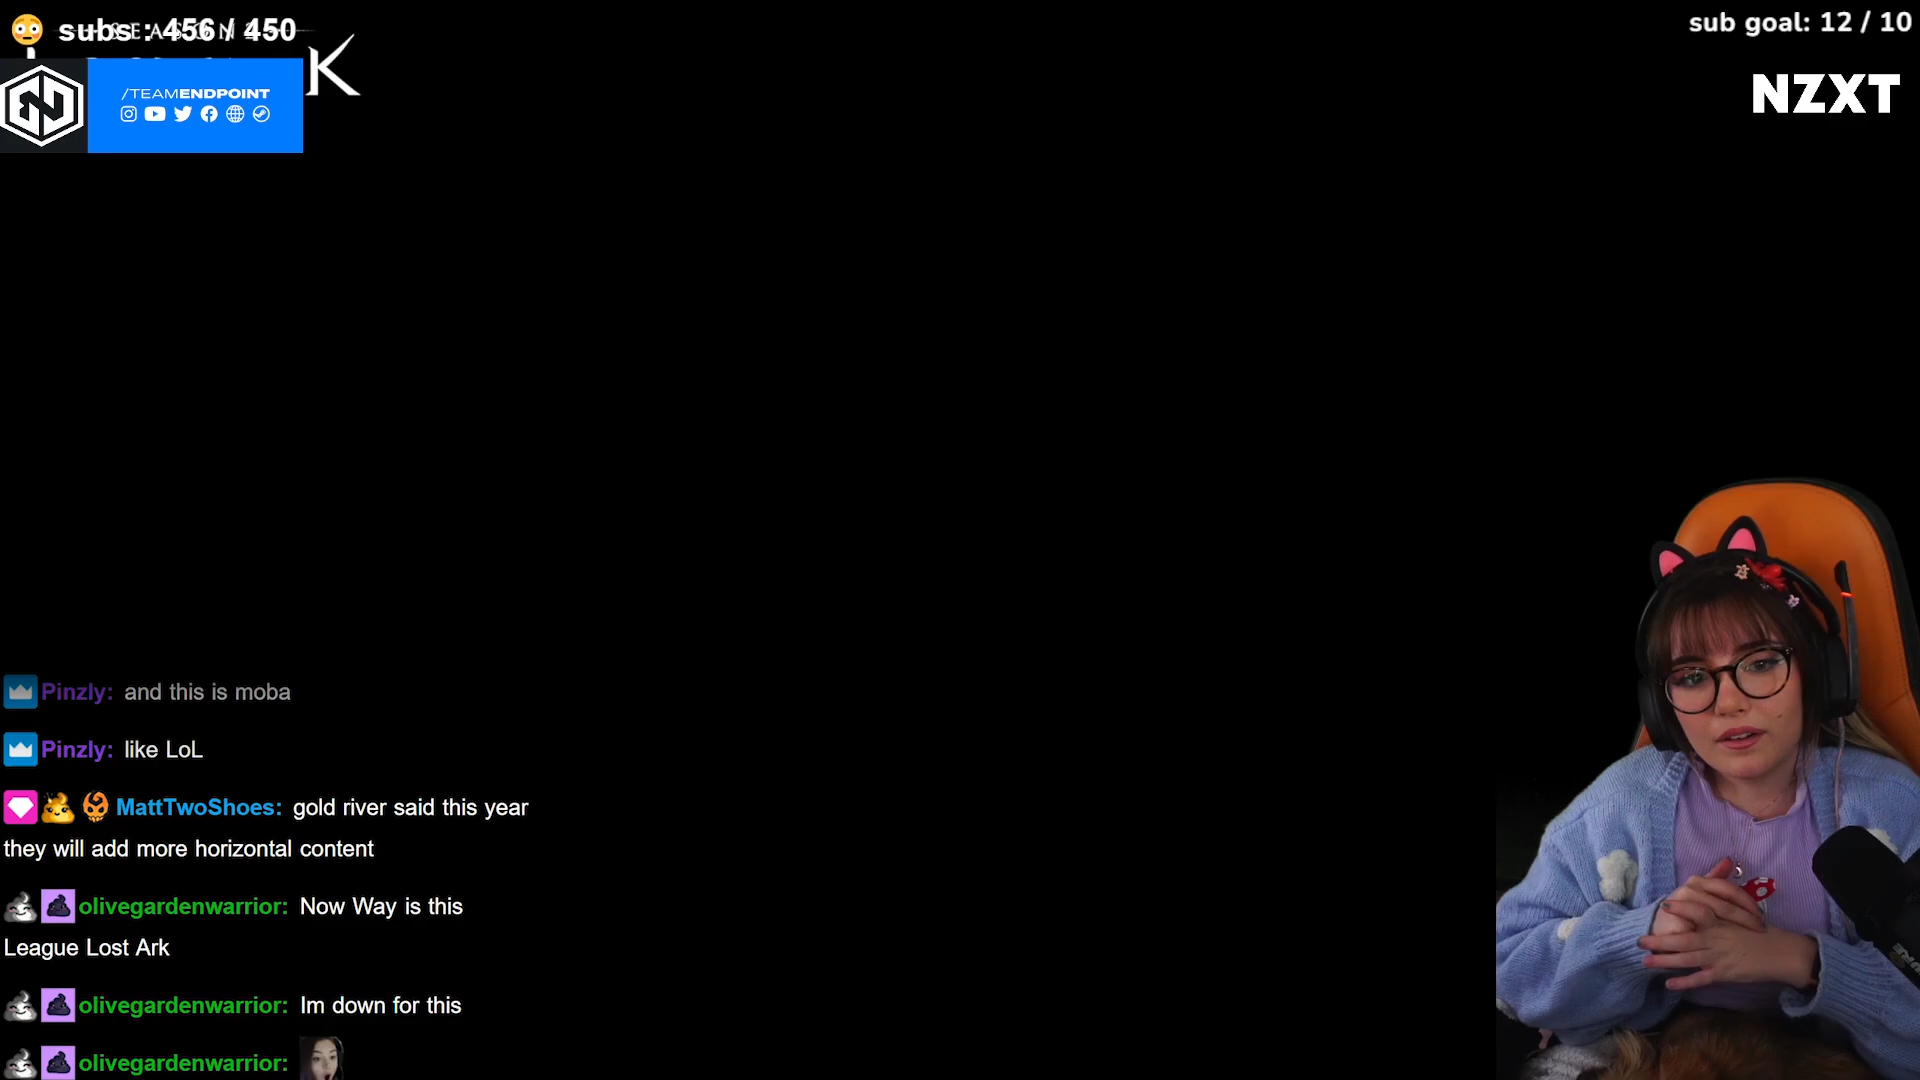 subs : 456 / 450
SEASON 2
K
sub goal: 12 / 10
/TEAMENDPOINT
NZXT
Pinzly: and this is moba
Pinzly: like LoL
MattTwoShoes: gold river said this year
they will add more horizontal content
olivegardenwarrior: Now Way is this
League Lost Ark
olivegardenwarrior: Im down for this
olivegardenwarrior: